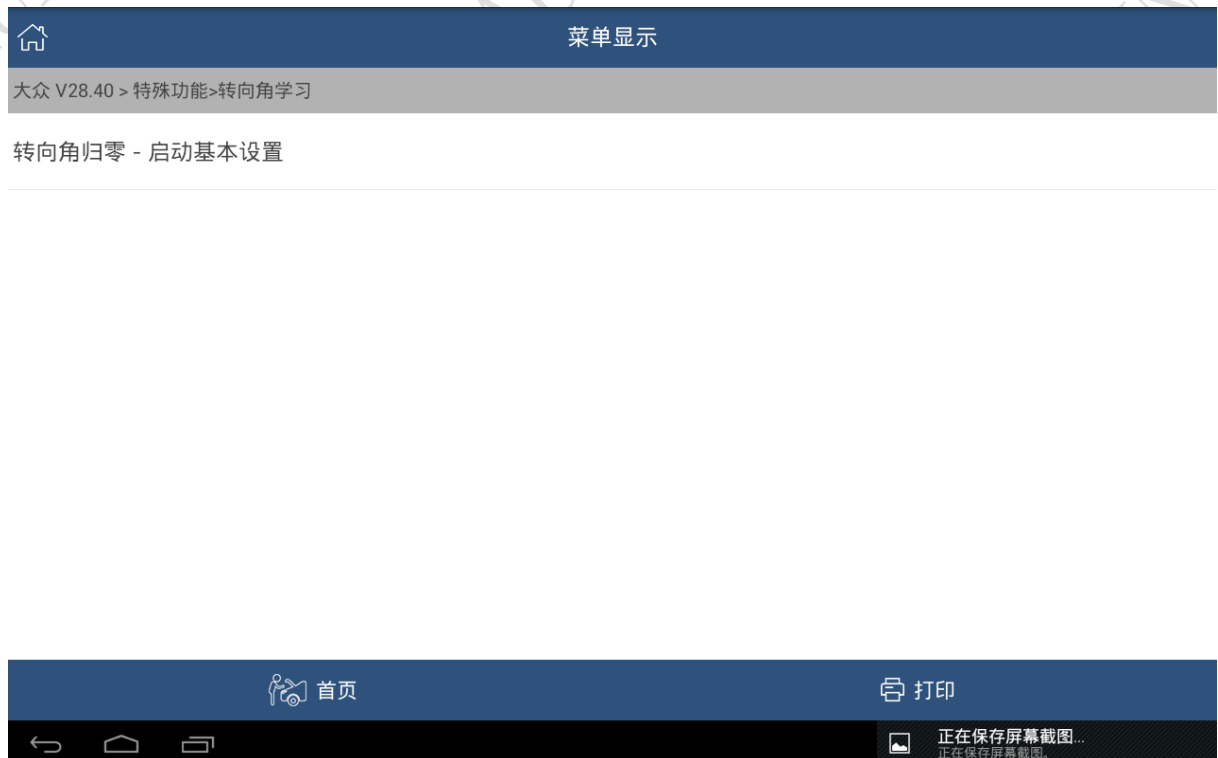 菜单显示
大众 V28.40 > 特殊功能>转向角学习
转向角归零 - 启动基本设置
首页
打印
正在保存屏幕截图...
正在保存屏幕截图。